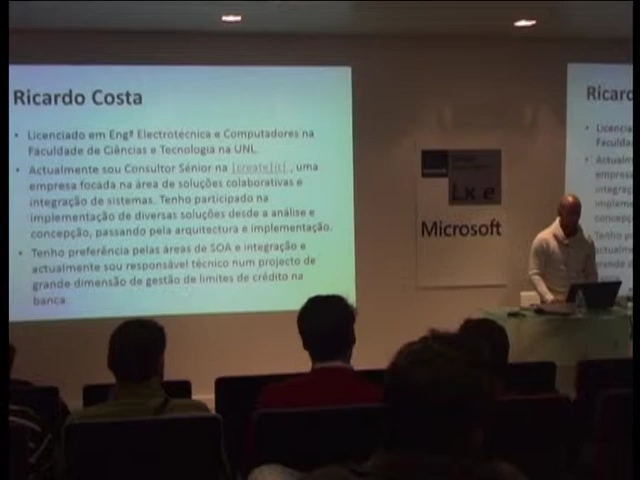 Ricardo Costa
• Licenciado em Engª Electrotécnica e Computadores na
Faculdade de Ciências e Tecnologia na UNL.
• Actualmente sou Consultor Sénior na |create|it|, uma
empresa focada na área de soluções colaborativas e
integração de sistemas. Tenho participado na
implementação de diversas soluções desde a análise e
concepção, passando pela arquitectura e implementação.
• Tenho preferência pelas áreas de SOA e integração e
actualmente sou responsável técnico num projecto de
grande dimensão de gestão de limites de crédito na
banca.
Microsoft
Ricar